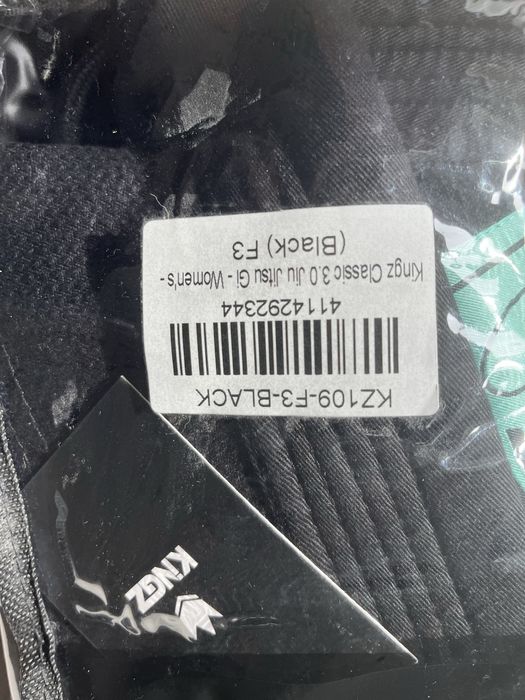 KZ109-F3-BLACK
4114292344
Kingz Classic 3.0 Jiu Jitsu Gi - Women's -
(Black) F3
KINGZ